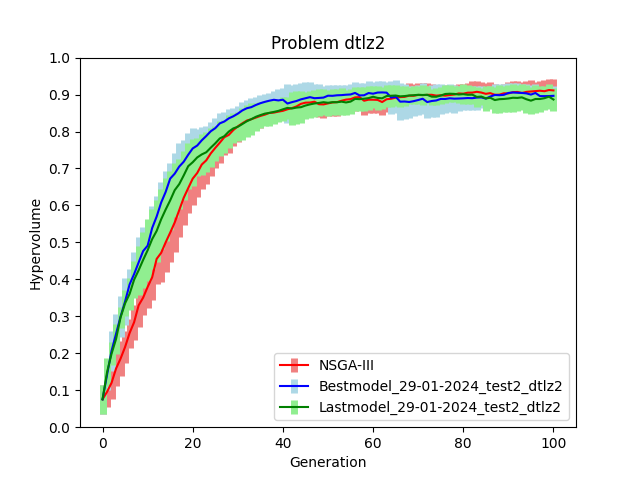 Problem dtlz2
1.0
0.9
0.8
0.7
0.6
0.5
0.4
0.3
0.2
0.1
0.0
Hypervolume
NSGA-III
Bestmodel_29-01-2024_test2_dtlz2
Lastmodel_29-01-2024_test2_dtlz2
0 20 40 60 80 100
Generation